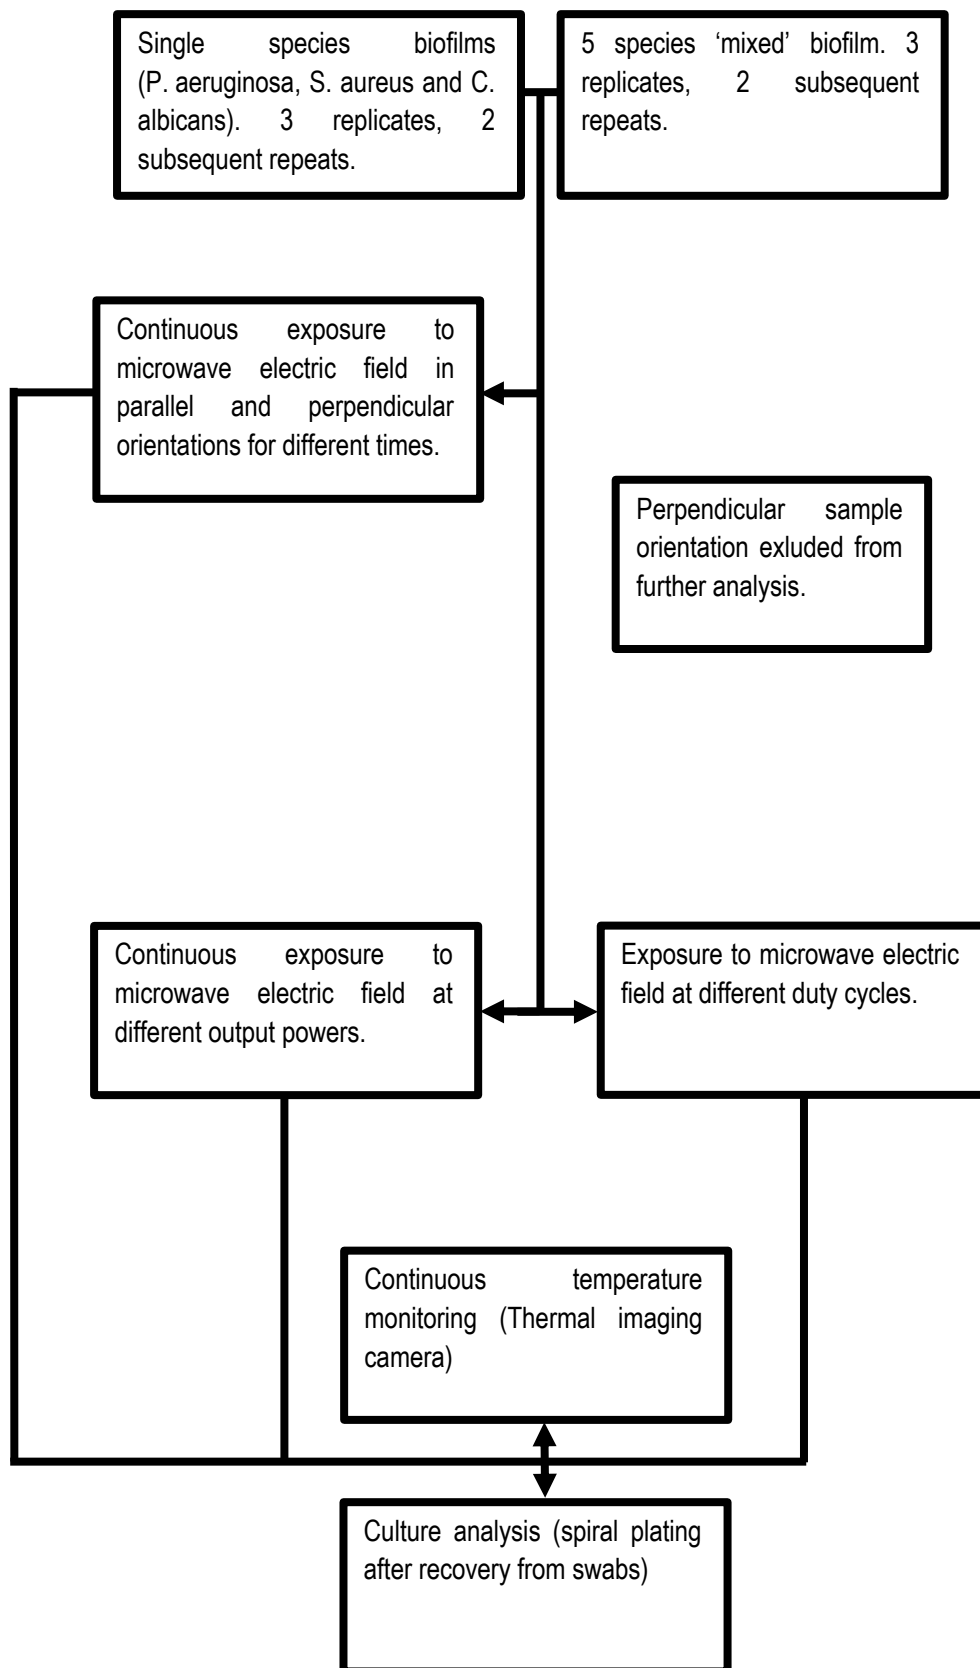 Single species biofilms
(P. aeruginosa, S. aureus and C.
albicans). 3 replicates, 2
subsequent repeats.
5 species ‘mixed’ biofilm. 3
replicates, 2 subsequent
repeats.
Continuous exposure to
microwave electric field in
parallel and perpendicular
orientations for different times.
Perpendicular sample
orientation exluded from
further analysis.
Continuous exposure to
microwave electric field at
different output powers.
Exposure to microwave electric
field at different duty cycles.
Continuous temperature
monitoring (Thermal imaging
camera)
Culture analysis (spiral plating
after recovery from swabs)